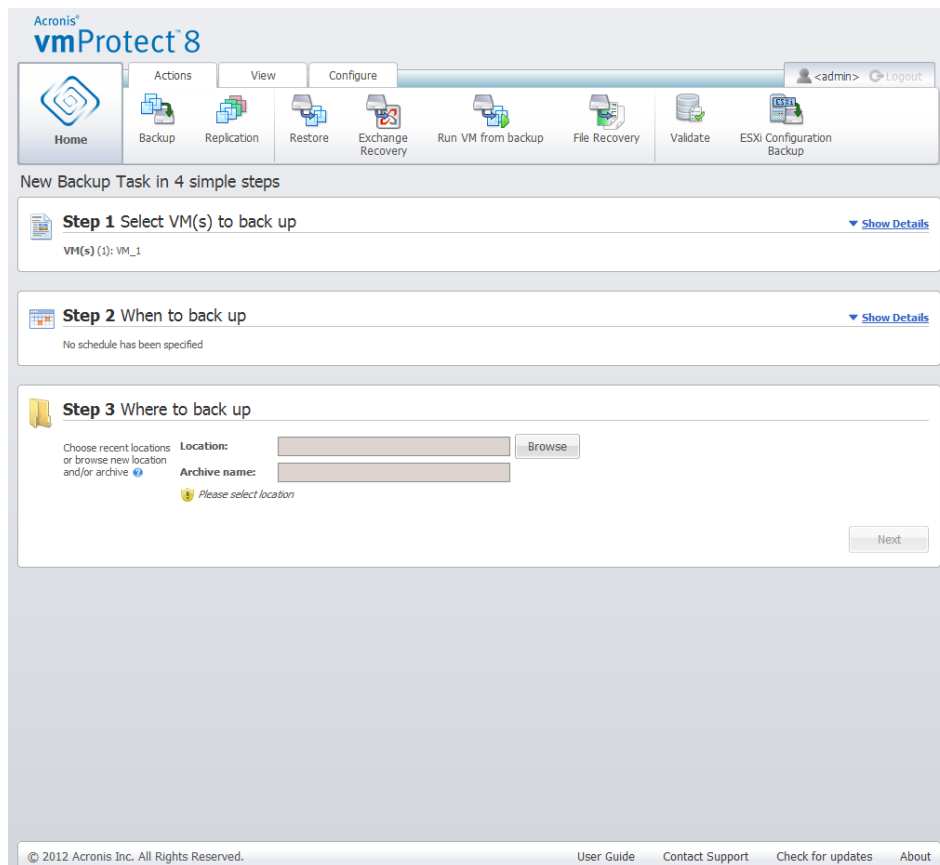 Acronis®
vmProtect™ 8
Actions View Configure <admin> Logout
Home
Backup
Replication
Restore
Exchange Recovery
Run VM from backup
File Recovery
Validate
ESXi
ESXi Configuration Backup
New Backup Task in 4 simple steps
Step 1 Select VM(s) to back up
Show Details
VM(s) (1): VM_1
Step 2 When to back up
Show Details
No schedule has been specified
Step 3 Where to back up
Choose recent locations
or browse new location
and/or archive ?
Location:
Browse
Archive name:
Please select location
Next
© 2012 Acronis Inc. All Rights Reserved. User Guide Contact Support Check for updates About